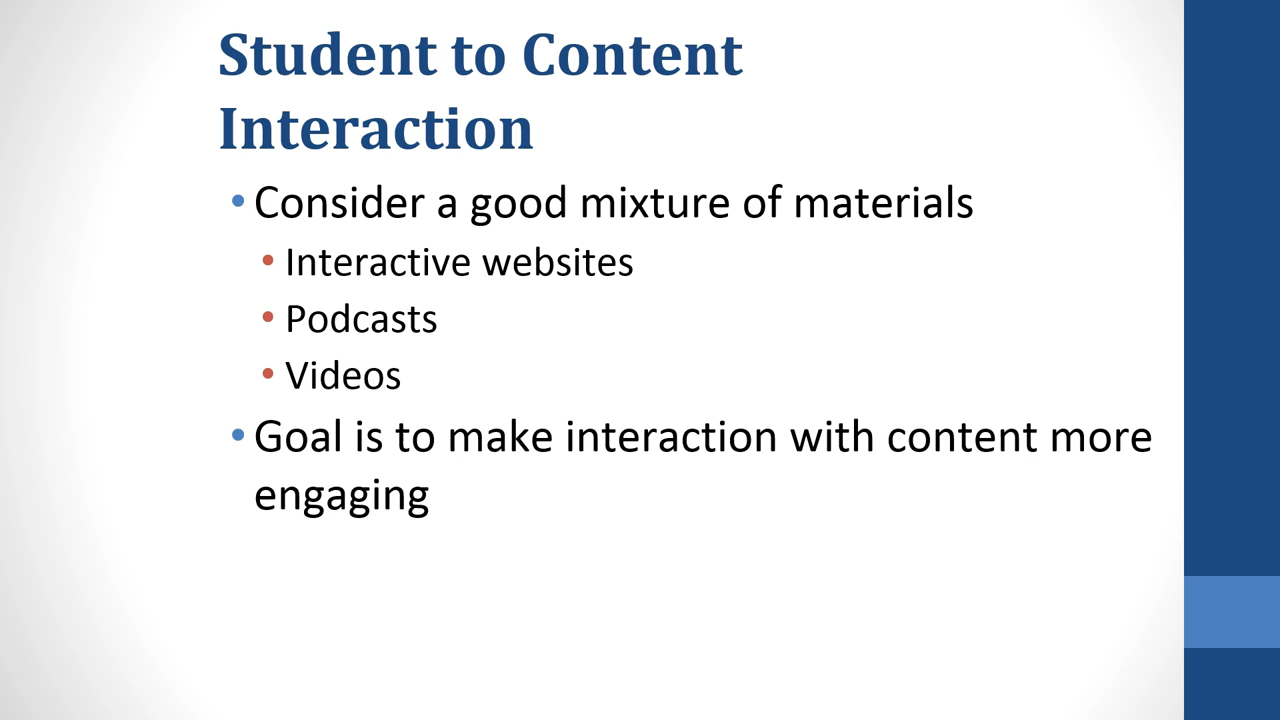 Student to Content
Interaction
• Consider a good mixture of materials
• Interactive websites
• Podcasts
• Videos
• Goal is to make interaction with content more
engaging